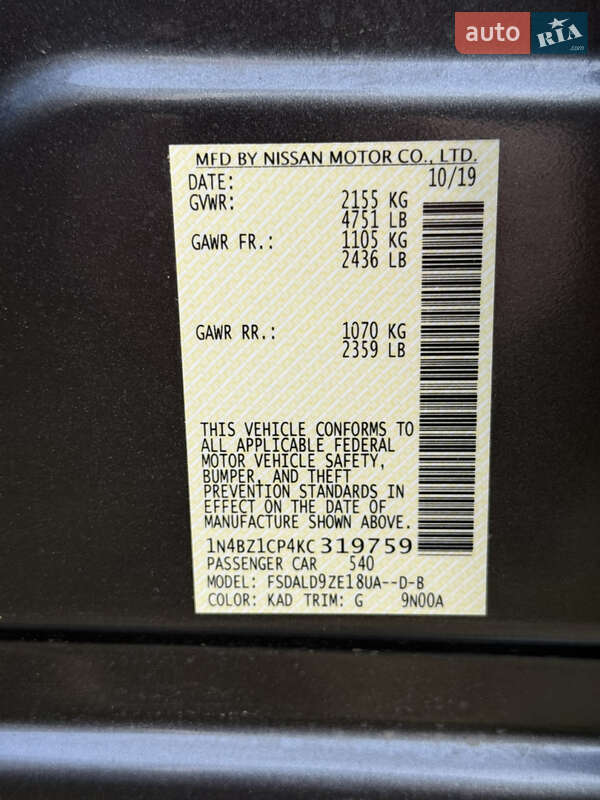 auto RIA .com
MFD BY NISSAN MOTOR CO., LTD.
DATE: 10/19
GVWR: 2155 KG
4751 LB
GAWR FR.: 1105 KG
2436 LB
GAWR RR.: 1070 KG
2359 LB
THIS VEHICLE CONFORMS TO
ALL APPLICABLE FEDERAL
MOTOR VEHICLE SAFETY,
BUMPER, AND THEFT
PREVENTION STANDARDS IN
EFFECT ON THE DATE OF
MANUFACTURE SHOWN ABOVE.
1N4BZ1CP4KC319759
PASSENGER CAR 540
MODEL: FSDALD9ZE18UA--D-B
COLOR: KAD TRIM: G 9N00A